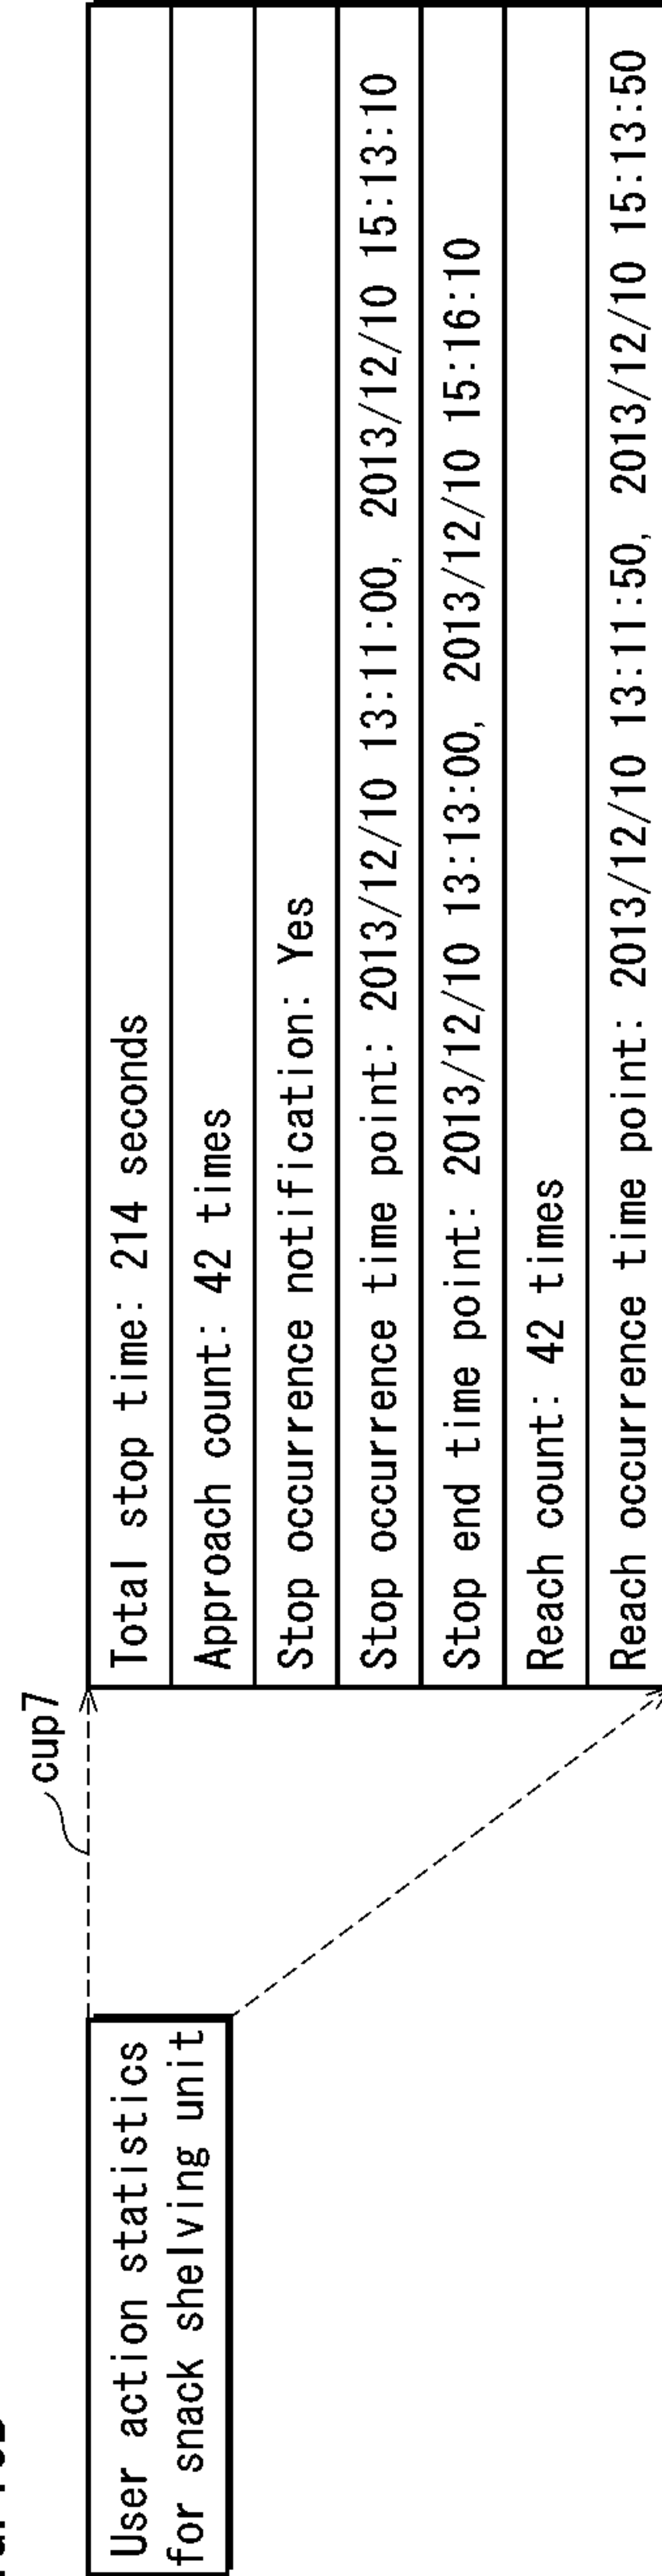 cup7
User action statistics
for snack shelving unit
Total stop time: 214 seconds
Approach count: 42 times
Stop occurrence notification: Yes
Stop occurrence time point: 2013/12/10 13:11:00, 2013/12/10 15:13:10
Stop end time point: 2013/12/10 13:13:00, 2013/12/10 15:16:10
Reach count: 42 times
Reach occurrence time point: 2013/12/10 13:11:50, 2013/12/10 15:13:50